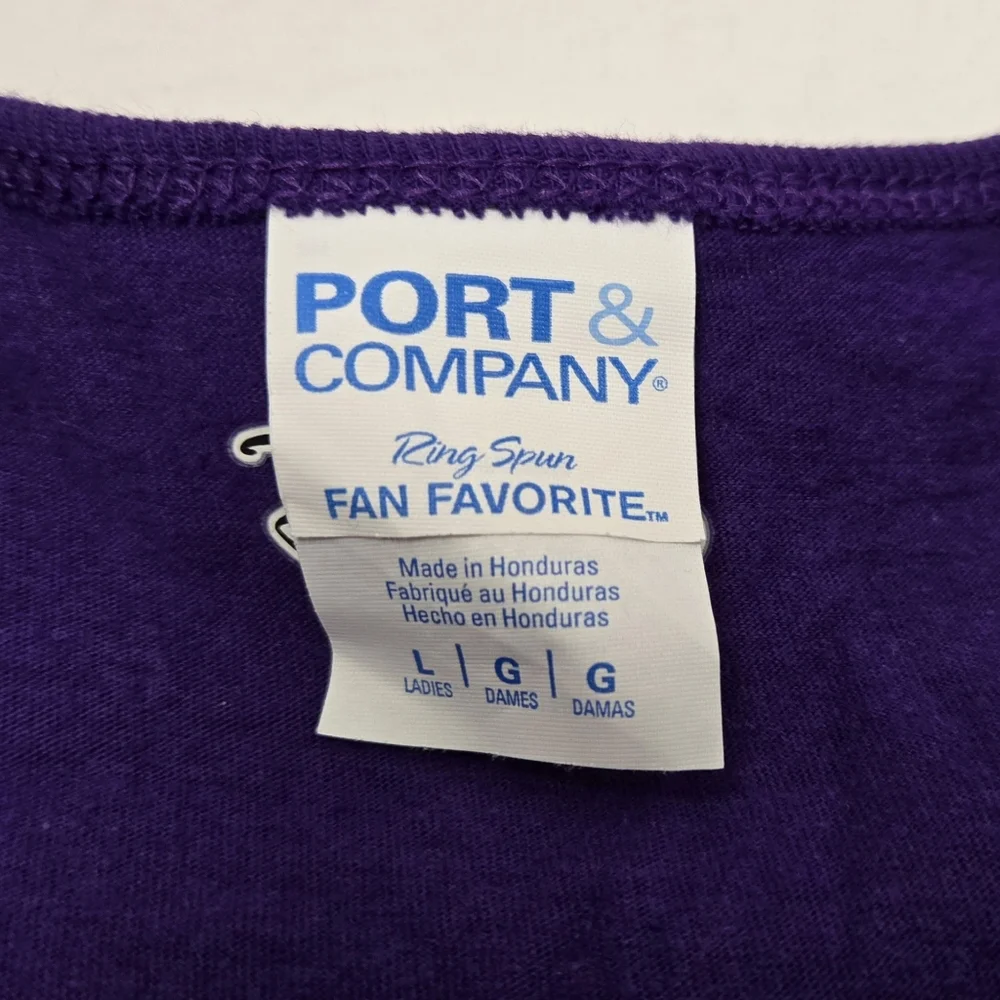 PORT &
COMPANY®
Ring Spun
FAN FAVORITE™
Made in Honduras
Fabriqué au Honduras
Hecho en Honduras
L | G | G
LADIES DAMES DAMAS